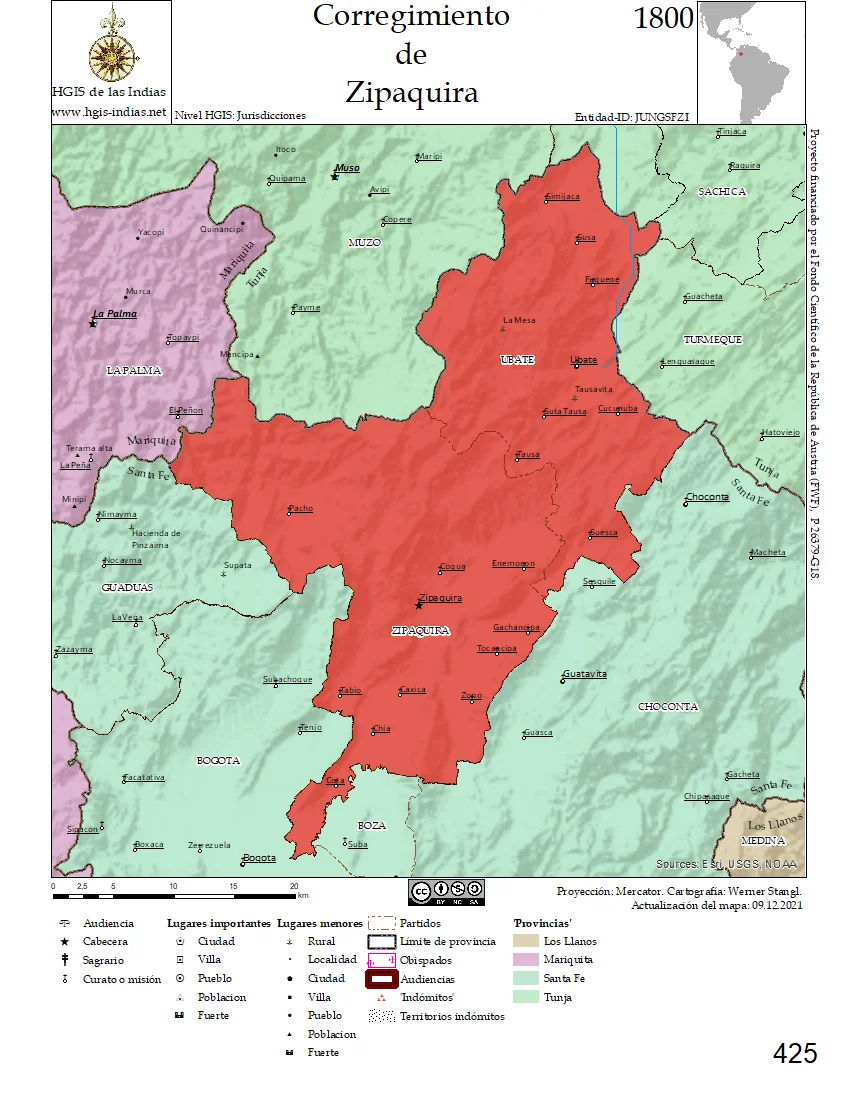 Corregimiento
de
Zipaquira
1800
HGIS de las Indias
www.hgis-indias.net
Nivel HGIS: Jurisdicciones
Entidad-ID: JUNGSFZI
Proyecto financiado por el Fondo Científico de la República de Austria (FWF), P 26379-G18.
Itoco
Muso
Maripi
Tinjaca
Raquira
SACHICA
Quipama
Avipi
Simijaca
Copere
Quinancipi
Yacopi
MUZO
Susa
Mariquita
Tunja
Fuquene
Murca
Guacheta
La Palma
Payme
La Mesa
Topaypi
TURMEQUE
Mencipa
UBATE
Ubate
Lenguasaque
LA PALMA
Tausavita
El Peñon
Suta Tausa
Cucunuba
Hatoviejo
Mariquita
Terama alta
La Peña
Tausa
Santa Fe
Tunja
Santa Fe
Minipi
Choconta
Nimayma
Pacho
Hacienda de
Pinzaima
Guesca
Macheta
Nocayma
Supata
Coqua
Enemocon
Sesquile
GUADUAS
Zipaquira
La Vega
ZIPAQUIRA
Gachancipa
Zazayma
Tocancipa
Subachoque
Guatavita
Tabio
Caxica
Zopo
CHOCONTA
Tenjo
Chia
Guasca
BOGOTA
Facatativa
Cota
Gacheta
Santa Fe
Chipasaque
BOZA
Los Llanos
Sipacon
MEDINA
Boxaca
Zerezuela
Suba
Bogota
Sources: Esri, USGS, NOAA
0 2,5 5 10 15 20
km
CC BY NC SA
Proyección: Mercator. Cartografía: Werner Stangl.
Actualización del mapa: 09.12.2021
Audiencia
Cabecera
Sagrario
Curato o misión
Lugares importantes
Ciudad
Villa
Pueblo
Poblacion
Fuerte
Lugares menores
Rural
Localidad
Ciudad
Villa
Pueblo
Poblacion
Fuerte
Partidos
Límite de provincia
Obispados
Audiencias
'Indómitos'
Territorios indómitos
'Provincias'
Los Llanos
Mariquita
Santa Fe
Tunja
425